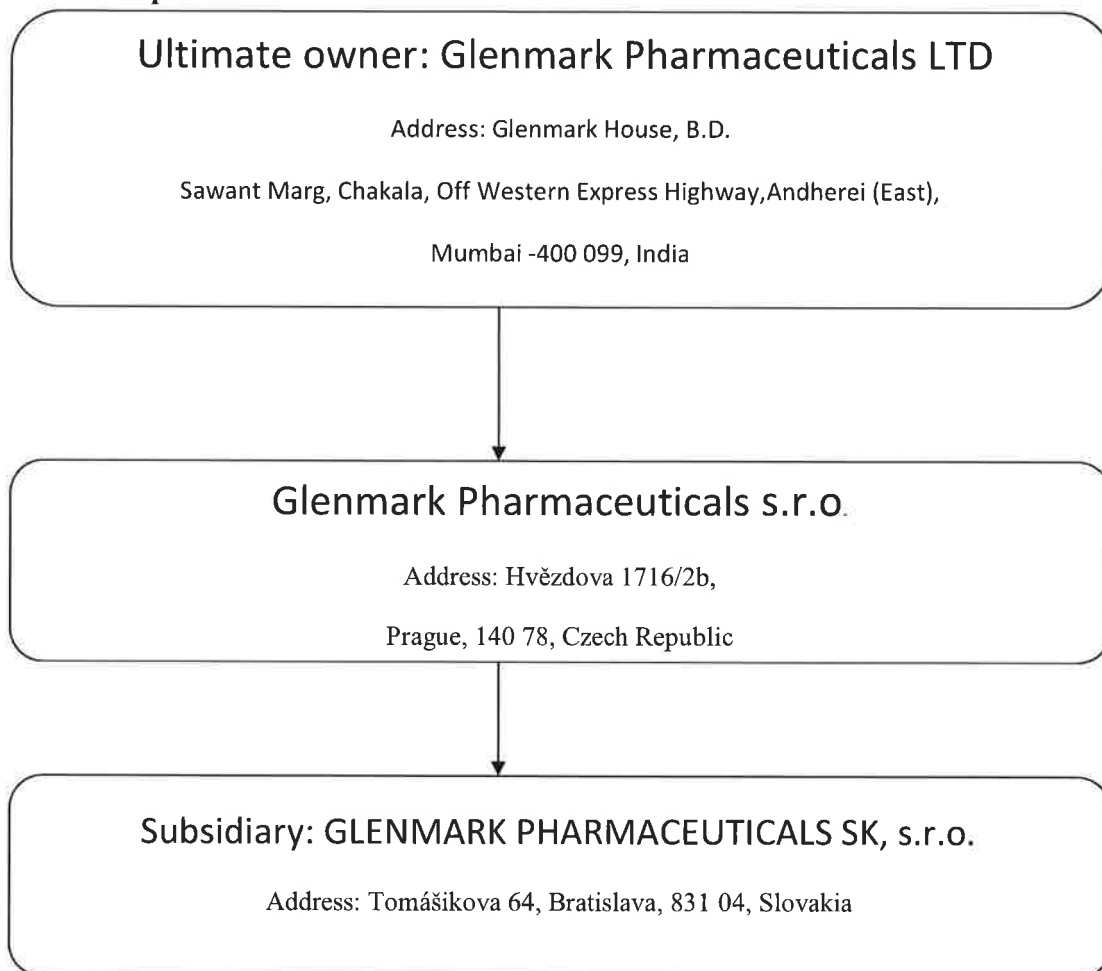 Ultimate owner: Glenmark Pharmaceuticals LTD
Address: Glenmark House, B.D.
Sawant Marg, Chakala, Off Western Express Highway,Andherei (East),
Mumbai -400 099, India
Glenmark Pharmaceuticals s.r.o.
Address: Hvězdova 1716/2b,
Prague, 140 78, Czech Republic
Subsidiary: GLENMARK PHARMACEUTICALS SK, s.r.o.
Address: Tomášikova 64, Bratislava, 831 04, Slovakia